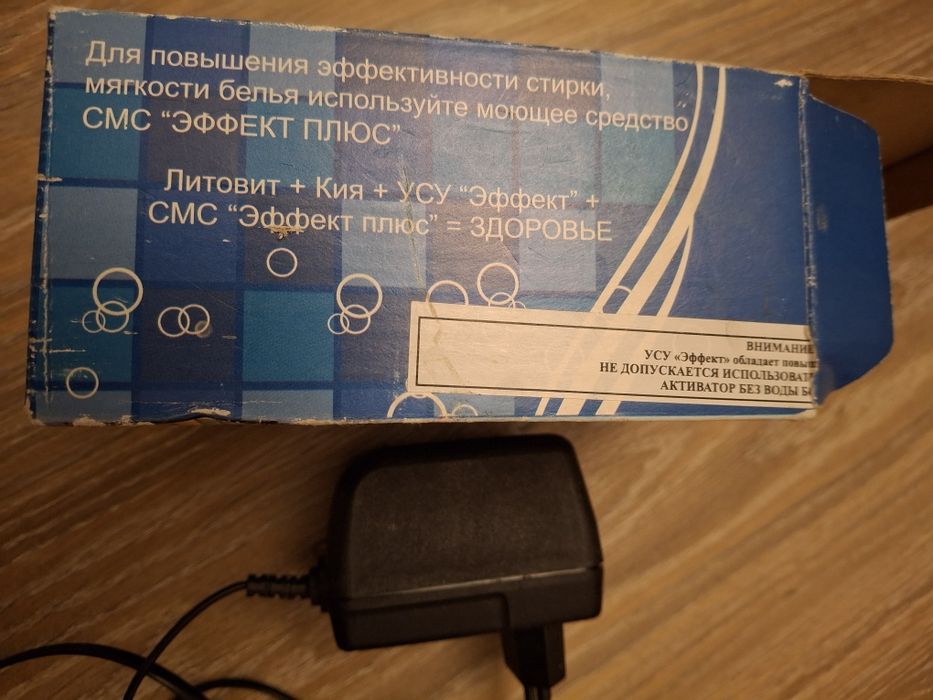 Для повышения эффективности стирки,
мягкости белья используйте моющее средство
СМС "ЭФФЕКТ ПЛЮС"
Литовит + Кия + УСУ "Эффект" +
СМС "Эффект плюс" = ЗДОРОВЬЕ
ВНИМАНИЕ
УСУ «Эффект» обладает
НЕ ДОПУСКАЕТСЯ
АКТИВАТОР БЕЗ ВОДЫ